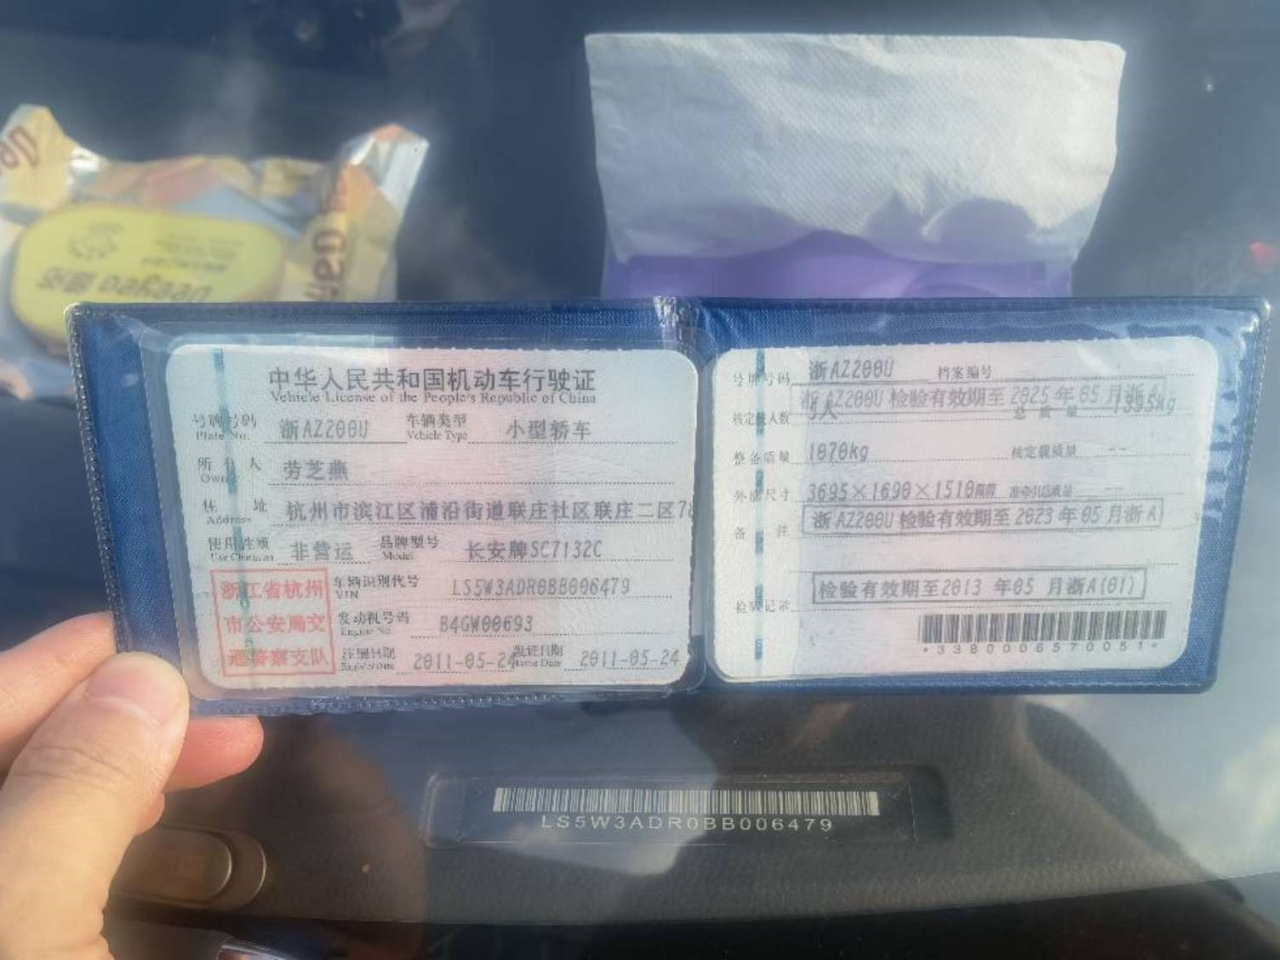 中华人民共和国机动车行驶证
Vehicle License of the People's Republic of China
号牌号码 浙AZ200U 车辆类型 小型轿车
Plate No. Vehicle Type
所有人 劳芝燕
Owner
住址 杭州市滨江区浦沿街道联庄社区联庄二区78
Address
使用性质 非营运 品牌型号 长安牌SC7132C
Use Character Model
浙江省杭州
市公安局交
通警察支队
车辆识别代号 LS5W3ADR0BB006479
VIN
发动机号码 B4GW00693
Engine No.
注册日期 2011-05-24 发证日期 2011-05-24
Register Date Issue Date
号牌号码 浙AZ200U 档案编号
浙AZ200U检验有效期至2025年05月浙A
核定载人数 5人 总质量 1395kg
整备质量 1070kg 核定载质量 --
外廓尺寸 3695×1690×1510mm 准牵引总质量 --
浙AZ200U检验有效期至2023年05月浙A
备注
检验有效期至2013年05月浙A(01)
检验记录
*3380006570051*
LS5W3ADR0BB006479